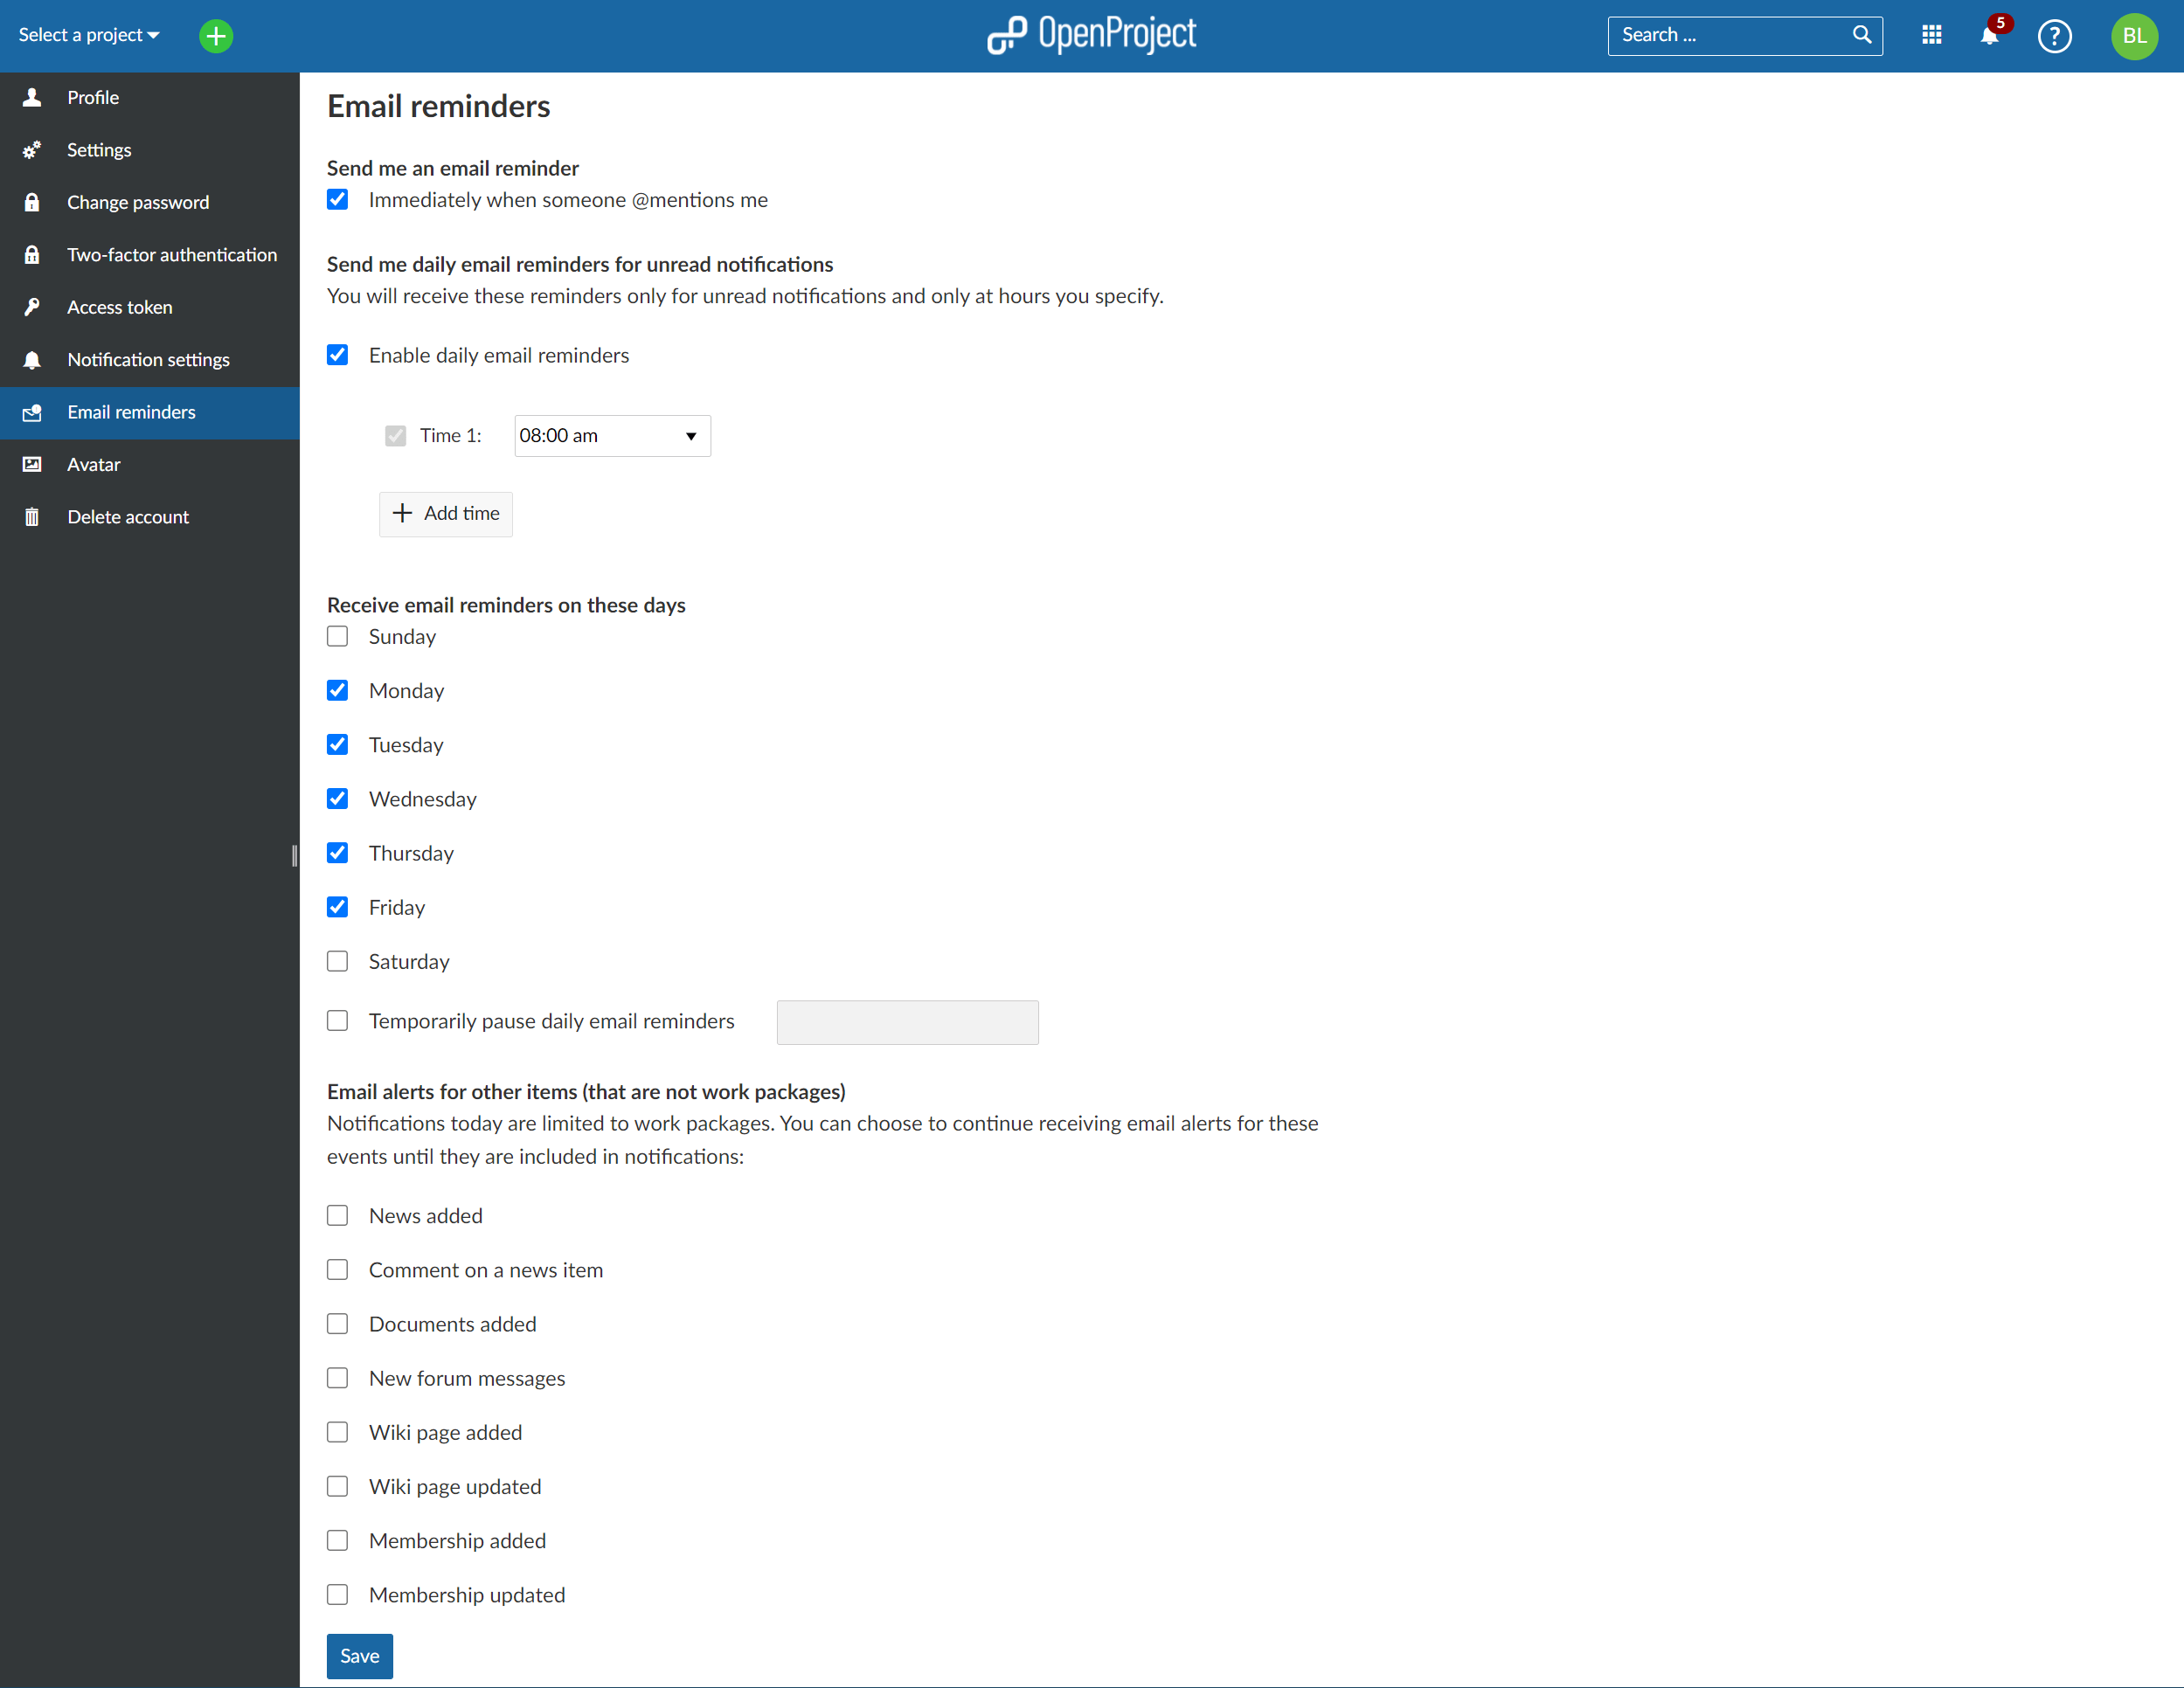 Select a project
OpenProject
Search ...
5
?
BL
Profile
Settings
Change password
Two-factor authentication
Access token
Notification settings
Email reminders
Avatar
Delete account
Email reminders
Send me an email reminder
Immediately when someone @mentions me
Send me daily email reminders for unread notifications
You will receive these reminders only for unread notifications and only at hours you specify.
Enable daily email reminders
Time 1: 08:00 am
Add time
Receive email reminders on these days
Sunday
Monday
Tuesday
Wednesday
Thursday
Friday
Saturday
Temporarily pause daily email reminders
Email alerts for other items (that are not work packages)
Notifications today are limited to work packages. You can choose to continue receiving email alerts for these
events until they are included in notifications:
News added
Comment on a news item
Documents added
New forum messages
Wiki page added
Wiki page updated
Membership added
Membership updated
Save